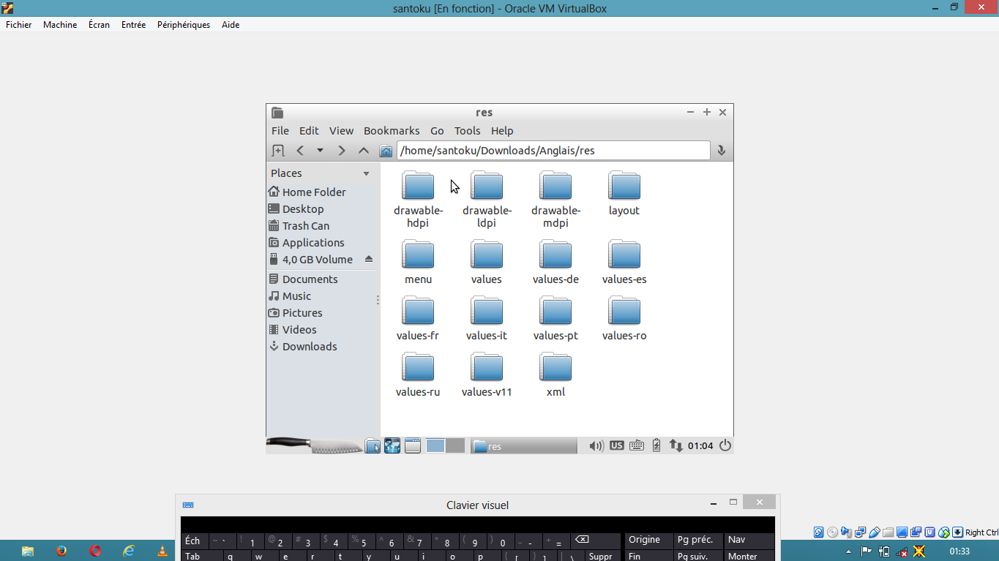 santoku [En fonction] - Oracle VM VirtualBox
Fichier Machine Écran Entrée Périphériques Aide
res
File Edit View Bookmarks Go Tools Help
/home/santoku/Downloads/Anglais/res
Places
Home Folder
Desktop
Trash Can
Applications
4,0 GB Volume
Documents
Music
Pictures
Videos
Downloads
drawable-hdpi
drawable-ldpi
drawable-mdpi
layout
menu
values
values-de
values-es
values-fr
values-it
values-pt
values-ro
values-ru
values-v11
xml
res
US
01:04
Clavier visuel
Éch ~ ` ! 1 @ 2 # 3 $ 4 % 5 ^ 6 & 7 * 8 ( 9 ) 0 _ - + =
Origine Pg préc. Nav
Tab q w e r t y u i o p { [ } ] | \ Suppr
Fin Pg suiv. Monter
Right Ctrl
01:33